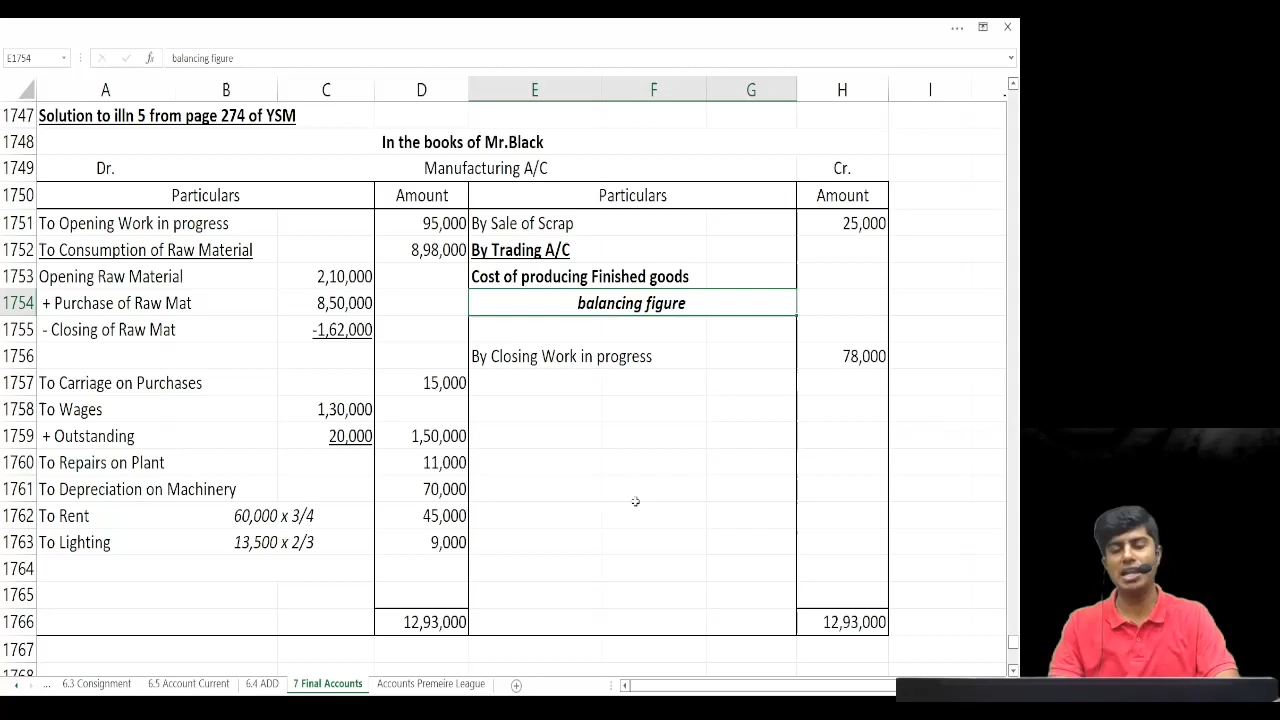 E1754 fx balancing figure
A B C D E F G H I
1747 Solution to illn 5 from page 274 of YSM
1748 In the books of Mr.Black
1749 Dr. Manufacturing A/C Cr.
1750 Particulars Amount Particulars Amount
1751 To Opening Work in progress 95,000 By Sale of Scrap 25,000
1752 To Consumption of Raw Material 8,98,000 By Trading A/C
1753 Opening Raw Material 2,10,000 Cost of producing Finished goods
1754 + Purchase of Raw Mat 8,50,000 balancing figure
1755 - Closing of Raw Mat -1,62,000
1756 By Closing Work in progress 78,000
1757 To Carriage on Purchases 15,000
1758 To Wages 1,30,000
1759 + Outstanding 20,000 1,50,000
1760 To Repairs on Plant 11,000
1761 To Depreciation on Machinery 70,000
1762 To Rent 60,000 x 3/4 45,000
1763 To Lighting 13,500 x 2/3 9,000
1764
1765
1766 12,93,000 12,93,000
1767
1768
... 6.3 Consignment 6.5 Account Current 6.4 ADD 7 Final Accounts Accounts Premeire League